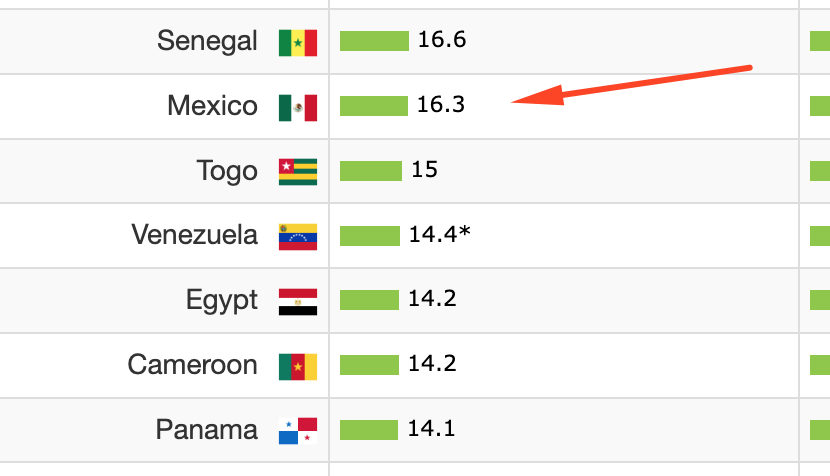 Senegal 16.6
Mexico 16.3
Togo 15
Venezuela 14.4*
Egypt 14.2
Cameroon 14.2
Panama 14.1